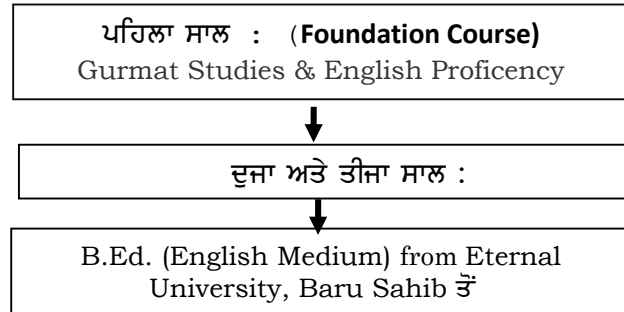 ਪਹਿਲਾ ਸਾਲ : (Foundation Course)
Gurmat Studies & English Proficency
ਦੁਜਾ ਅਤੇ ਤੀਜਾ ਸਾਲ :
B.Ed. (English Medium) from Eternal
University, Baru Sahib ਤੋਂ